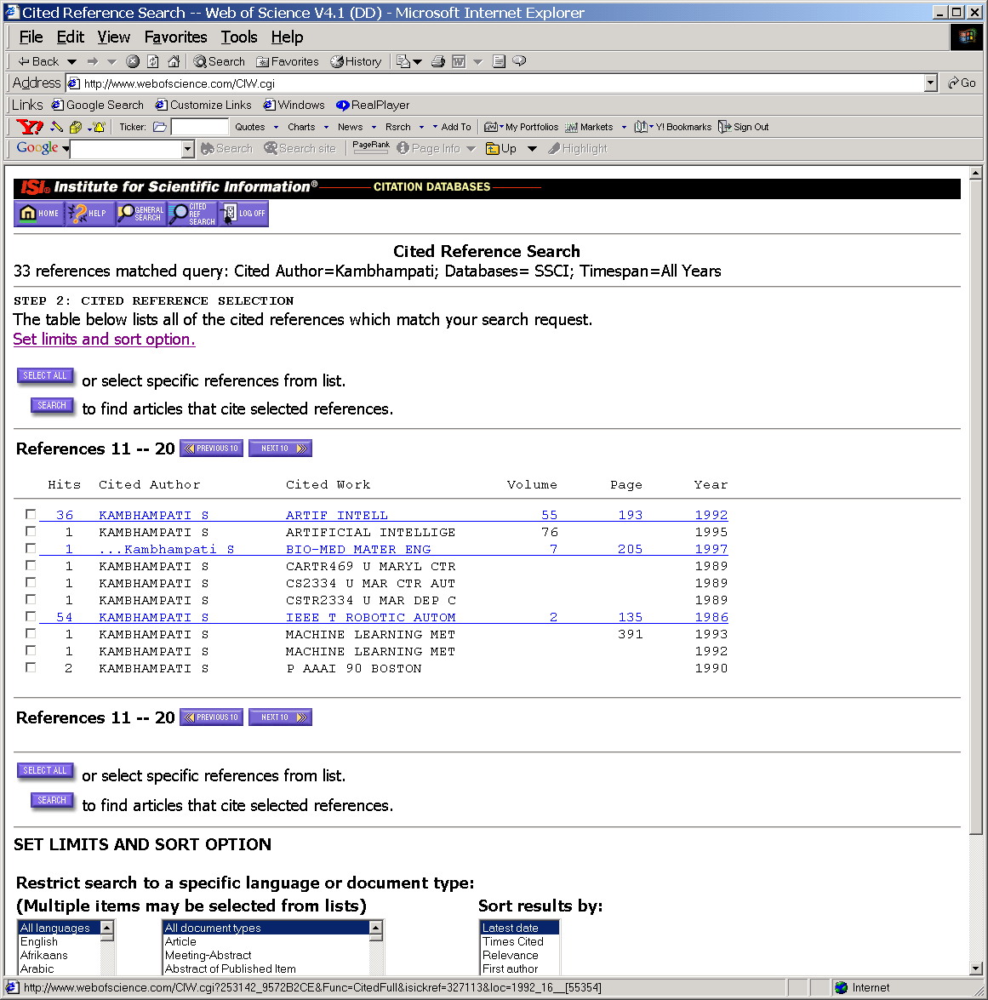 Cited Reference Search -- Web of Science V4.1 (DD) - Microsoft Internet Explorer
File Edit View Favorites Tools Help
Back Search Favorites History
Address http://www.webofscience.com/CIW.cgi Go
Links Google Search Customize Links Windows RealPlayer
Y! Ticker: Quotes Charts News Rsrch Add To My Portfolios Markets Y! Bookmarks Sign Out
Google Search Search site PageRank Page Info Up Highlight
ISI® Institute for Scientific Information® CITATION DATABASES
HOME HELP GENERAL SEARCH CITED REF SEARCH LOG OFF
Cited Reference Search
33 references matched query: Cited Author=Kambhampati; Databases= SSCI; Timespan=All Years
STEP 2: CITED REFERENCE SELECTION
The table below lists all of the cited references which match your search request.
Set limits and sort option.
SELECT ALL or select specific references from list.
SEARCH to find articles that cite selected references.
References 11 -- 20 PREVIOUS 10 NEXT 10
Hits Cited Author Cited Work Volume Page Year
36 KAMBHAMPATI S ARTIF INTELL 55 193 1992
1 KAMBHAMPATI S ARTIFICIAL INTELLIGE 76 1995
1 ...Kambhampati S BIO-MED MATER ENG 7 205 1997
1 KAMBHAMPATI S CARTR469 U MARYL CTR 1989
1 KAMBHAMPATI S CS2334 U MAR CTR AUT 1989
1 KAMBHAMPATI S CSTR2334 U MAR DEP C 1989
54 KAMBHAMPATI S IEEE T ROBOTIC AUTOM 2 135 1986
1 KAMBHAMPATI S MACHINE LEARNING MET 391 1993
1 KAMBHAMPATI S MACHINE LEARNING MET 1992
2 KAMBHAMPATI S P AAAI 90 BOSTON 1990
References 11 -- 20 PREVIOUS 10 NEXT 10
SELECT ALL or select specific references from list.
SEARCH to find articles that cite selected references.
SET LIMITS AND SORT OPTION
Restrict search to a specific language or document type:
(Multiple items may be selected from lists) Sort results by:
All languages All document types Latest date
English Article Times Cited
Afrikaans Meeting-Abstract Relevance
Arabic Abstract of Published Item First author
http://www.webofscience.com/CIW.cgi?253142_9572B2CE&Func=CitedFull&isickref=327113&loc=1992_16__[55354] Internet